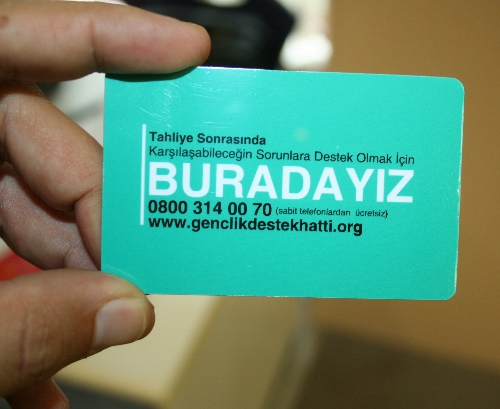 Tahliye Sonrasında
Karşılaşabileceğin Sorunlara Destek Olmak İçin
BURADAYIZ
0800 314 00 70 (sabit telefonlardan ücretsiz)
www.genclikdestekhatti.org